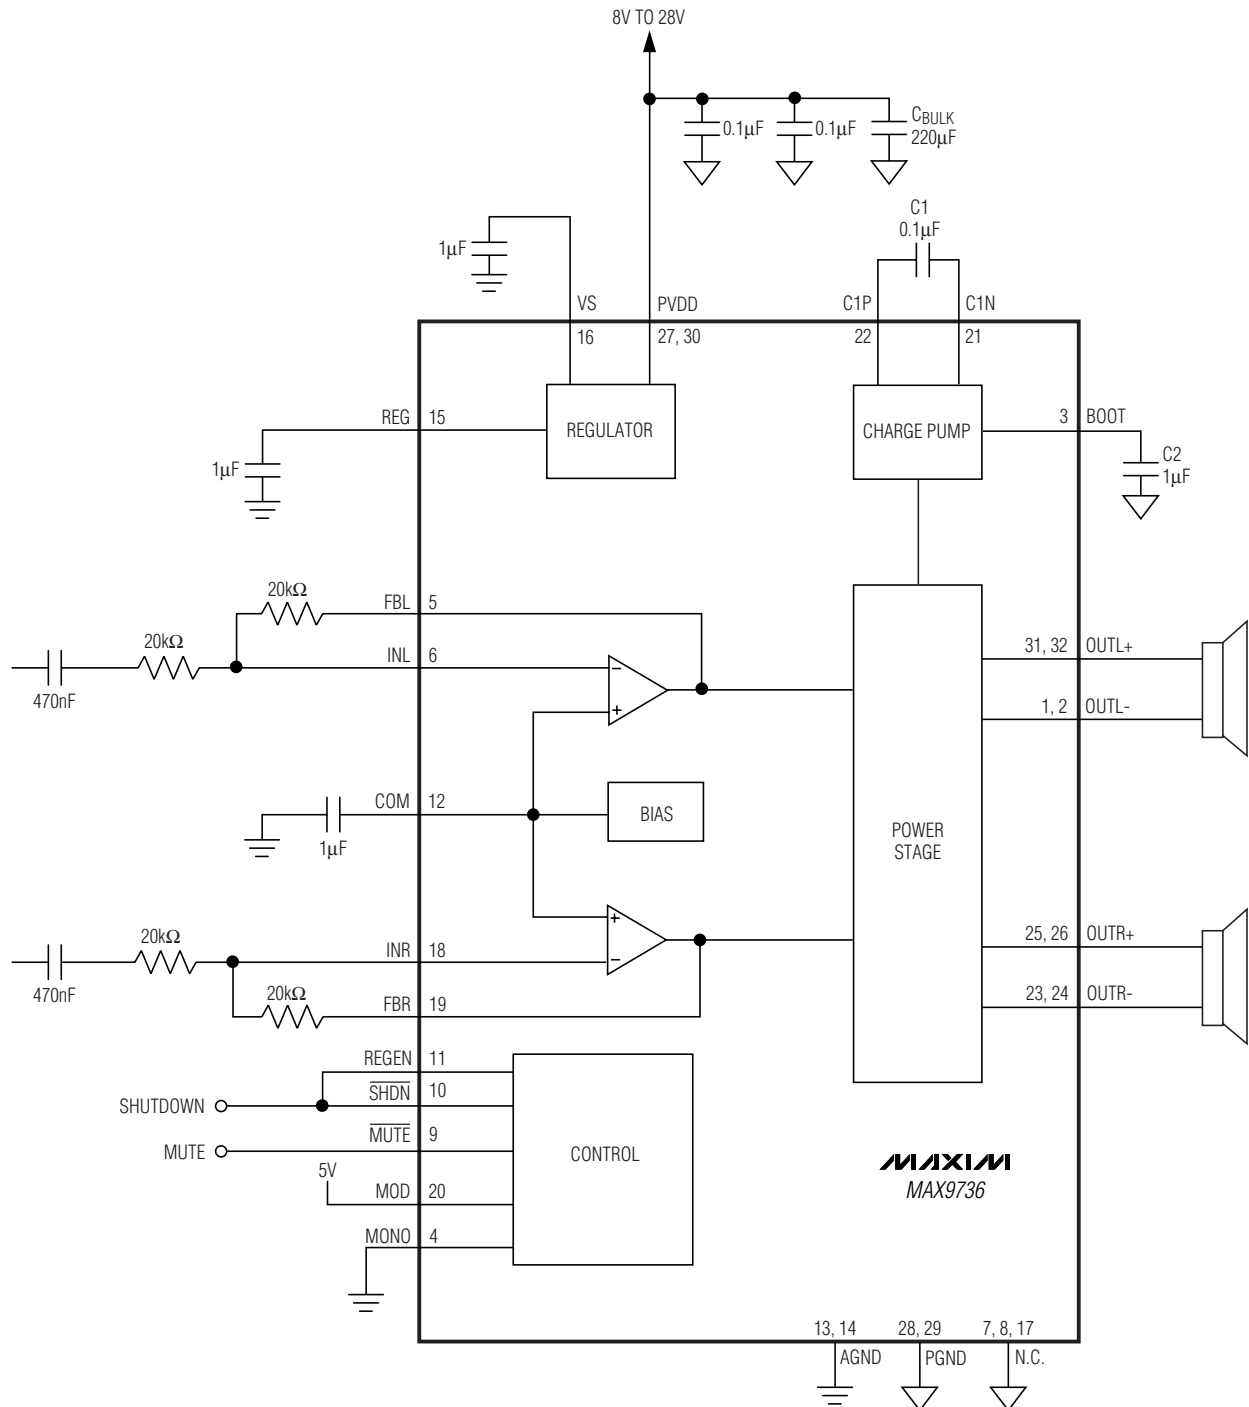 8V TO 28V
0.1µF
0.1µF
CBULK
220µF
1µF
C1
0.1µF
VS
PVDD
C1P
C1N
16
27, 30
22
21
REG
15
REGULATOR
CHARGE PUMP
3
BOOT
1µF
C2
1µF
20kΩ
FBL
5
20kΩ
INL
6
470nF
−
+
31, 32
OUTL+
1, 2
OUTL-
COM
12
BIAS
1µF
POWER
STAGE
20kΩ
INR
18
+
−
25, 26
OUTR+
470nF
20kΩ
FBR
19
23, 24
OUTR-
REGEN
11
SHUTDOWN
SHDN
10
MUTE
MUTE
9
CONTROL
5V
MOD
20
MONO
4
MAXIM
MAX9736
13, 14
28, 29
7, 8, 17
AGND
PGND
N.C.